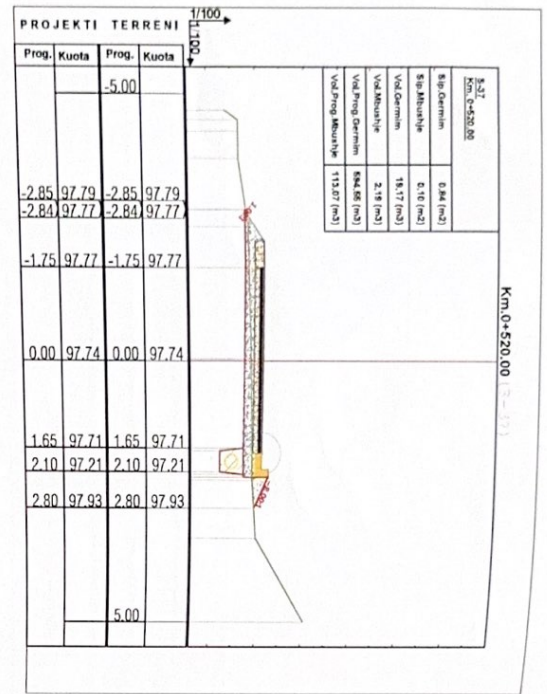 1/100
1/100
PROJEKTI TERRENI
Prog. Kuota Prog. Kuota
-5.00
-2.85 97.79 -2.85 97.79
-2.84 97.77 -2.84 97.77
-1.75 97.77 -1.75 97.77
0.00 97.74 0.00 97.74
1.65 97.71 1.65 97.71
2.10 97.21 2.10 97.21
2.80 97.93 2.80 97.93
5.00
Km.0+520.00
S-37
Km. 0+520.00
Sip.Germim 0.84 (m2)
Sip.Mbushje 0.10 (m2)
Vol.Germim 19.17 (m3)
Vol.Mbushje 2.19 (m3)
Vol.Prog.Germim 594.55 (m3)
Vol.Prog.Mbushje 113.07 (m3)